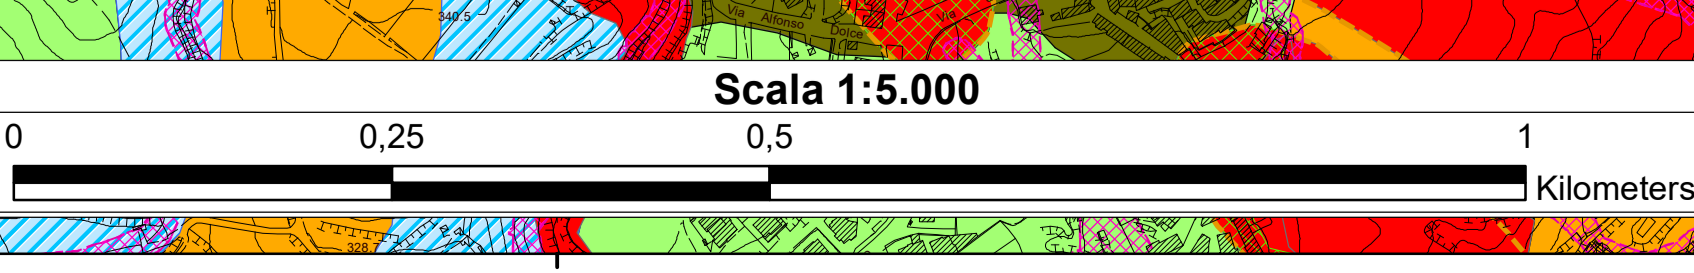 340.5
Via Alfonso Dolce
Scala 1:5.000
0 0,25 0,5 1
Kilometers
328.7